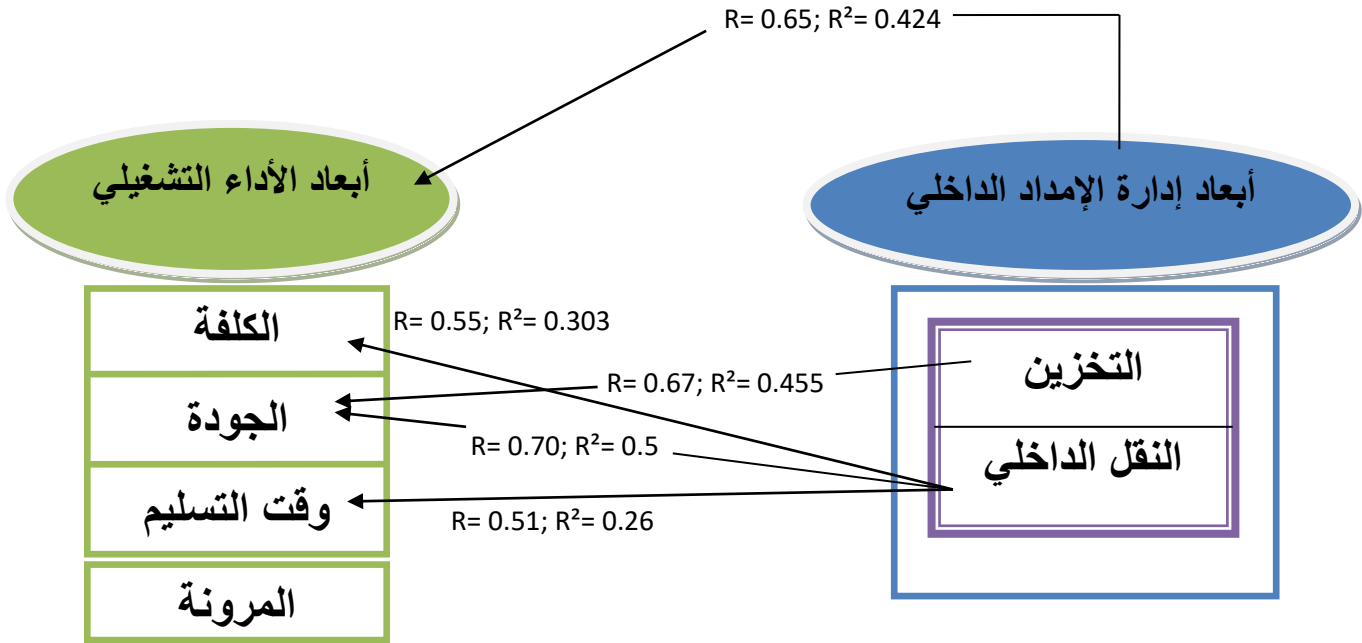 R= 0.65; R²= 0.424
أبعاد إدارة الإمداد الداخلي
أبعاد الأداء التشغيلي
التخزين
النقل الداخلي
الكلفة
R= 0.55; R²= 0.303
R= 0.67; R²= 0.455
الجودة
R= 0.70; R²= 0.5
وقت التسليم
R= 0.51; R²= 0.26
المرونة